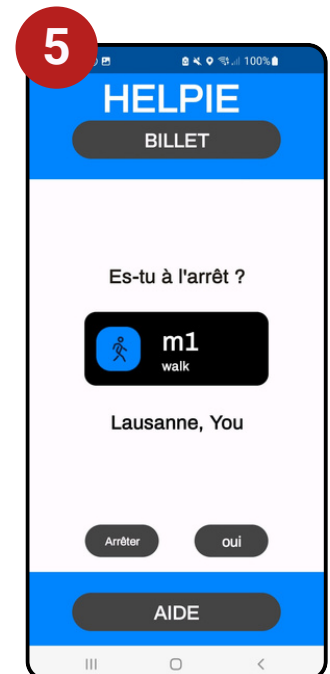 5
100%
HELPIE
BILLET
Es-tu à l'arrêt ?
m1
walk
Lausanne, You
Arrêter
oui
AIDE